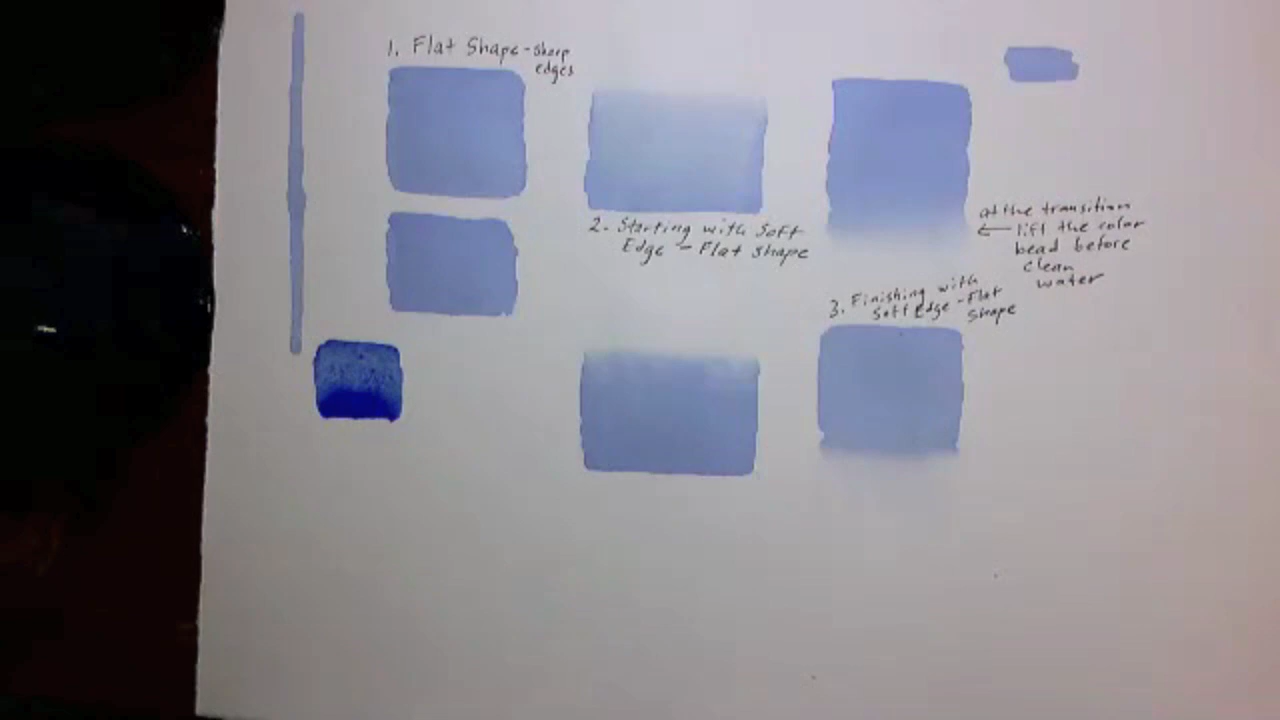 1. Flat Shape - sharp
edges
2. Starting with Soft
Edge - Flat shape
at the transition
← lift the color
bead before
clean
water
3. Finishing with
soft Edge - Flat
shape